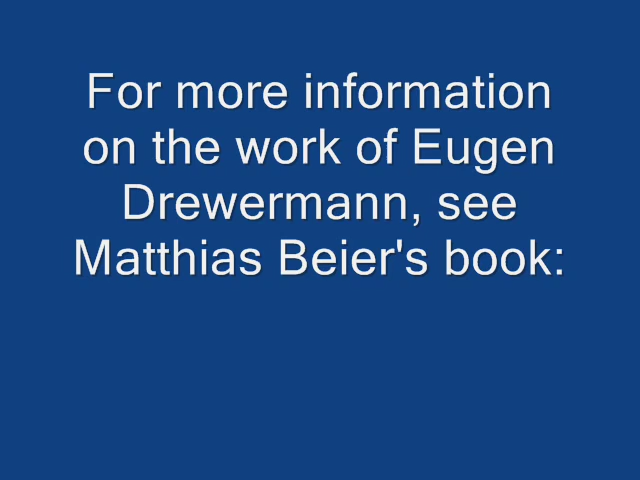 For more information
on the work of Eugen
Drewermann, see
Matthias Beier's book: